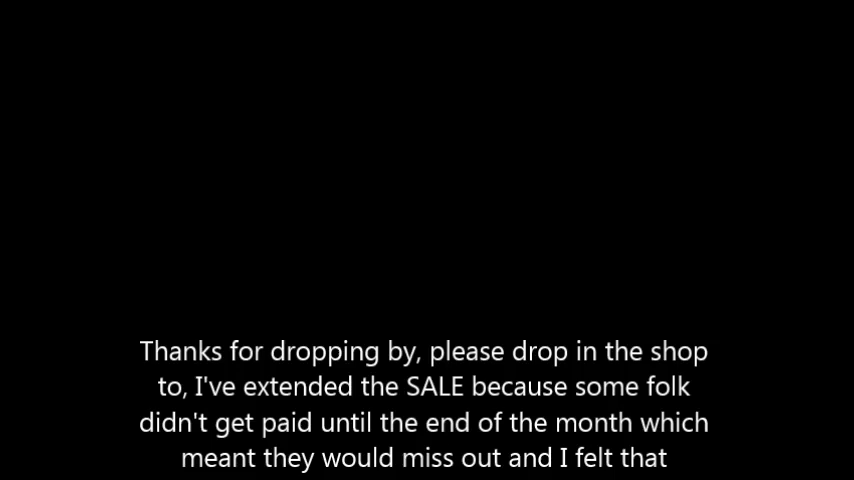 Thanks for dropping by, please drop in the shop
to, I've extended the SALE because some folk
didn't get paid until the end of the month which
meant they would miss out and I felt that